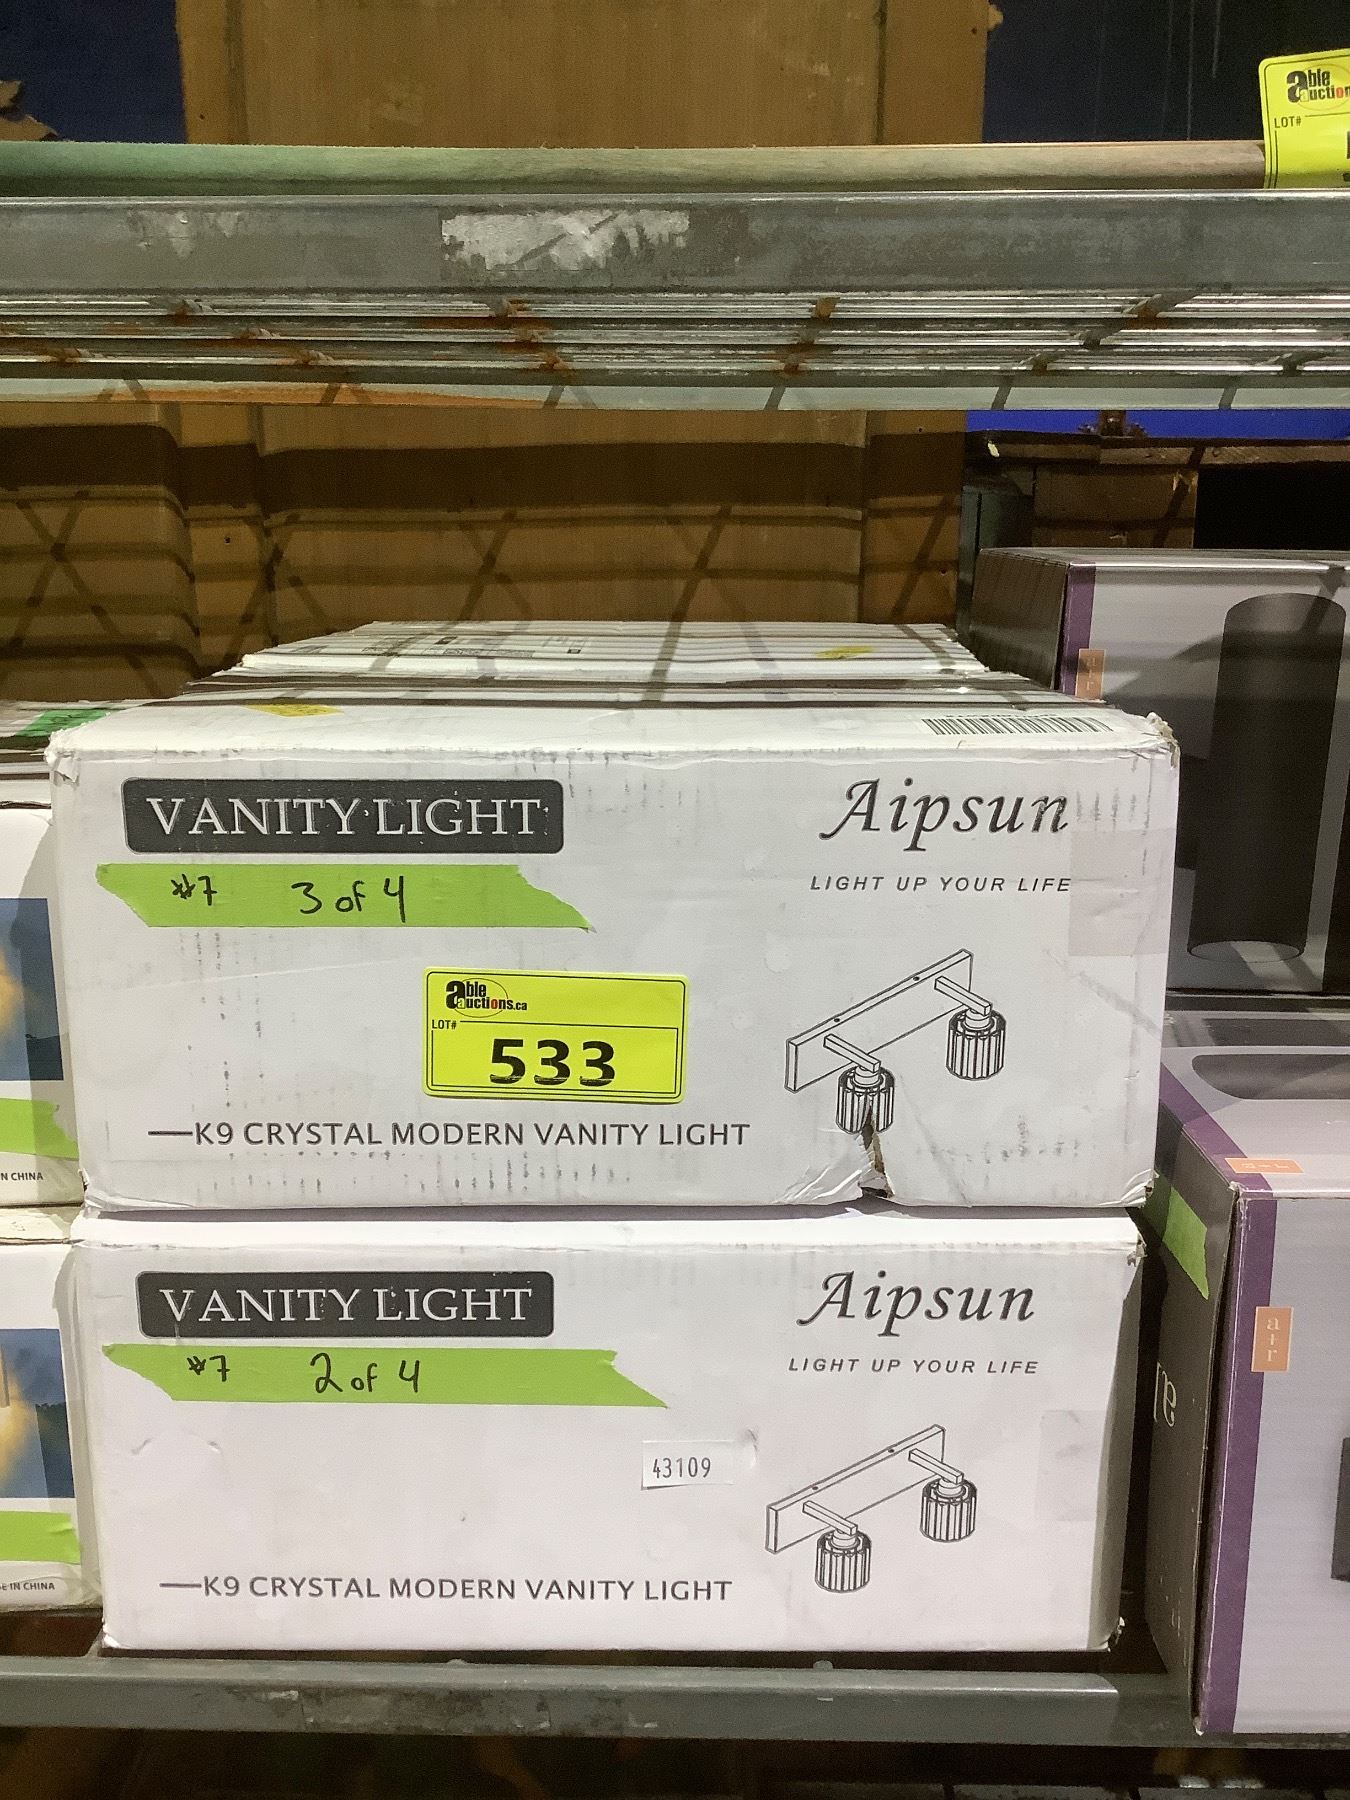 able
auction
LOT#
VANITY LIGHT
Aipsun
#7 3 of 4
LIGHT UP YOUR LIFE
able
auctions.ca
LOT#
533
—K9 CRYSTAL MODERN VANITY LIGHT
N CHINA
VANITY LIGHT
Aipsun
#7 2 of 4
LIGHT UP YOUR LIFE
43109
—K9 CRYSTAL MODERN VANITY LIGHT
E IN CHINA
a+r
a+r